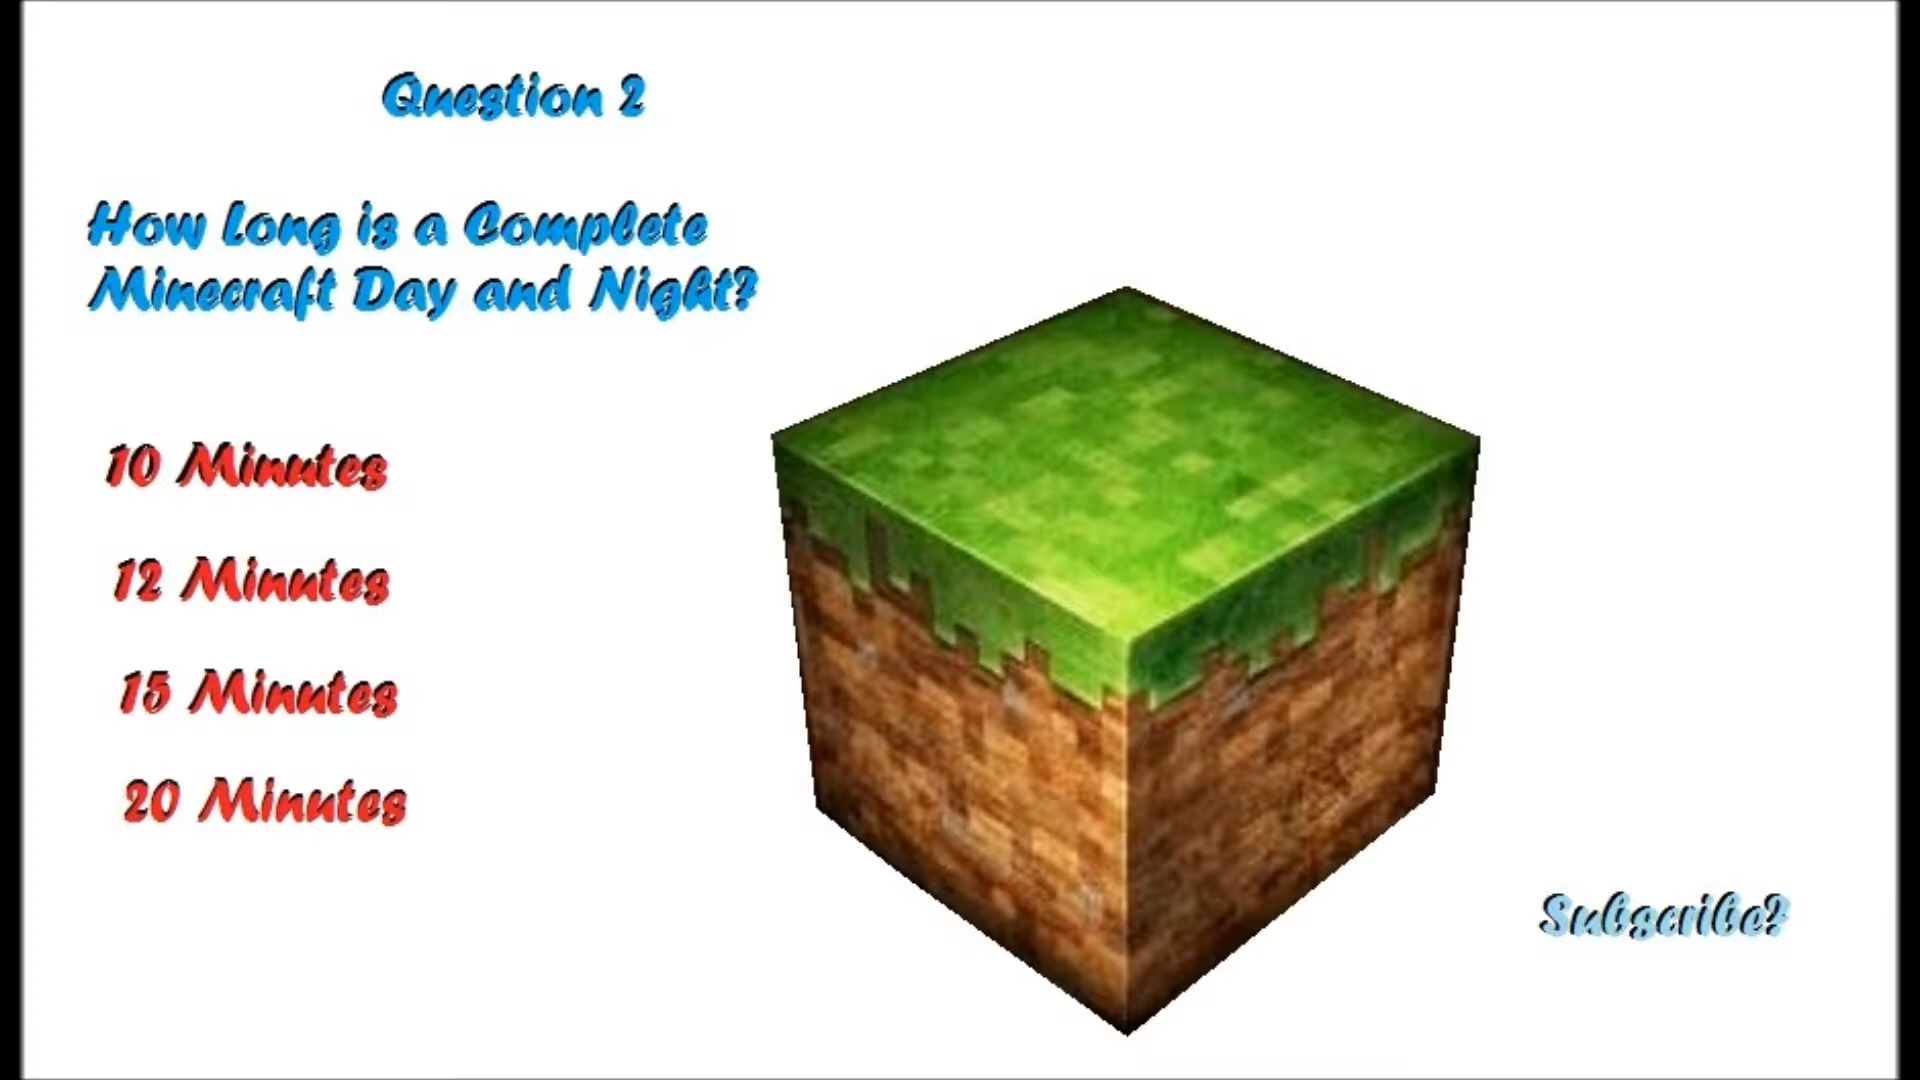 Question 2
How Long is a Complete
Minecraft Day and Night?
10 Minutes
12 Minutes
15 Minutes
20 Minutes
Subscribe?